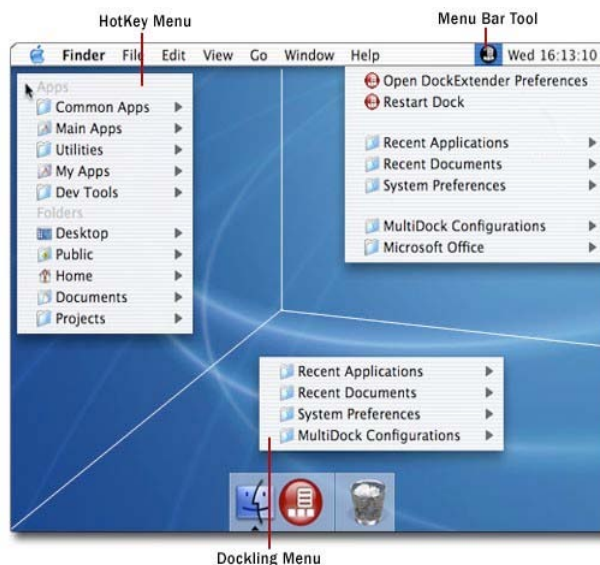 HotKey Menu
Menu Bar Tool
Finder File Edit View Go Window Help Wed 16:13:10
Apps
Common Apps
Main Apps
Utilities
My Apps
Dev Tools
Folders
Desktop
Public
Home
Documents
Projects
Open DockExtender Preferences
Restart Dock
Recent Applications
Recent Documents
System Preferences
MultiDock Configurations
Microsoft Office
Recent Applications
Recent Documents
System Preferences
MultiDock Configurations
Dockling Menu